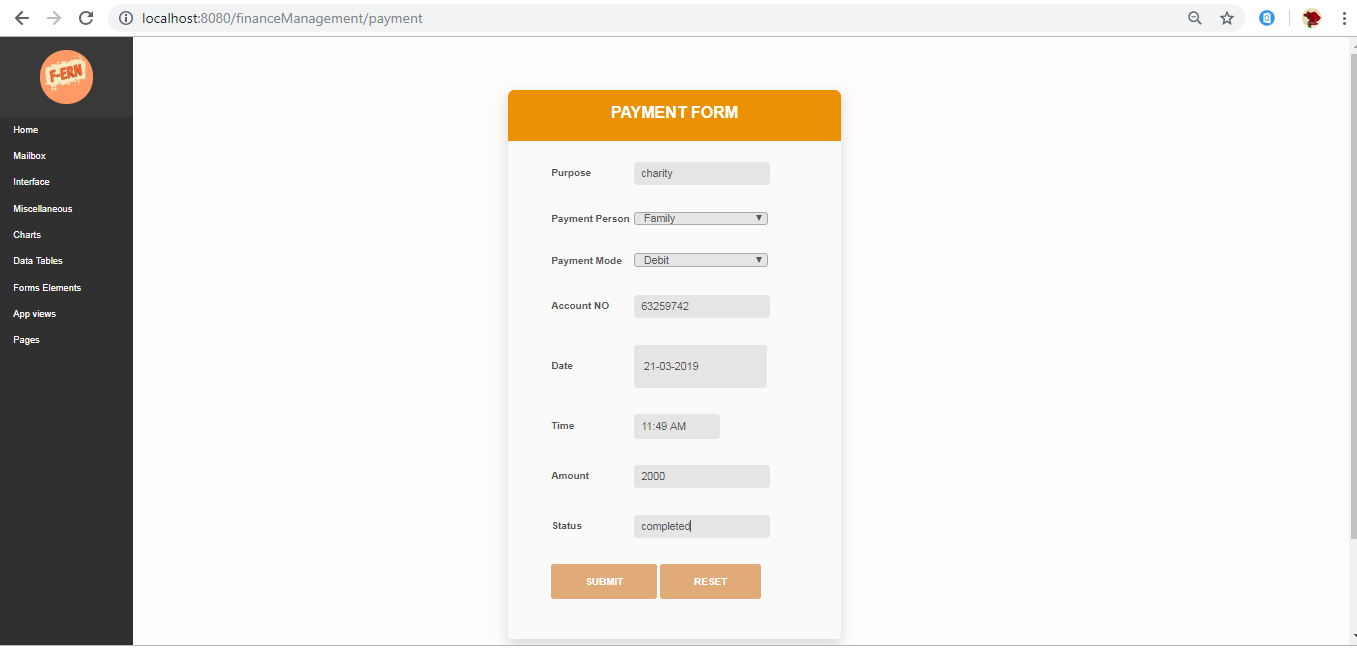 localhost:8080/financeManagement/payment
F-ERN
Home
Mailbox
Interface
Miscellaneous
Charts
Data Tables
Forms Elements
App views
Pages
PAYMENT FORM
Purpose charity
Payment Person Family
Payment Mode Debit
Account NO 63259742
Date 21-03-2019
Time 11:49 AM
Amount 2000
Status completed
SUBMIT RESET